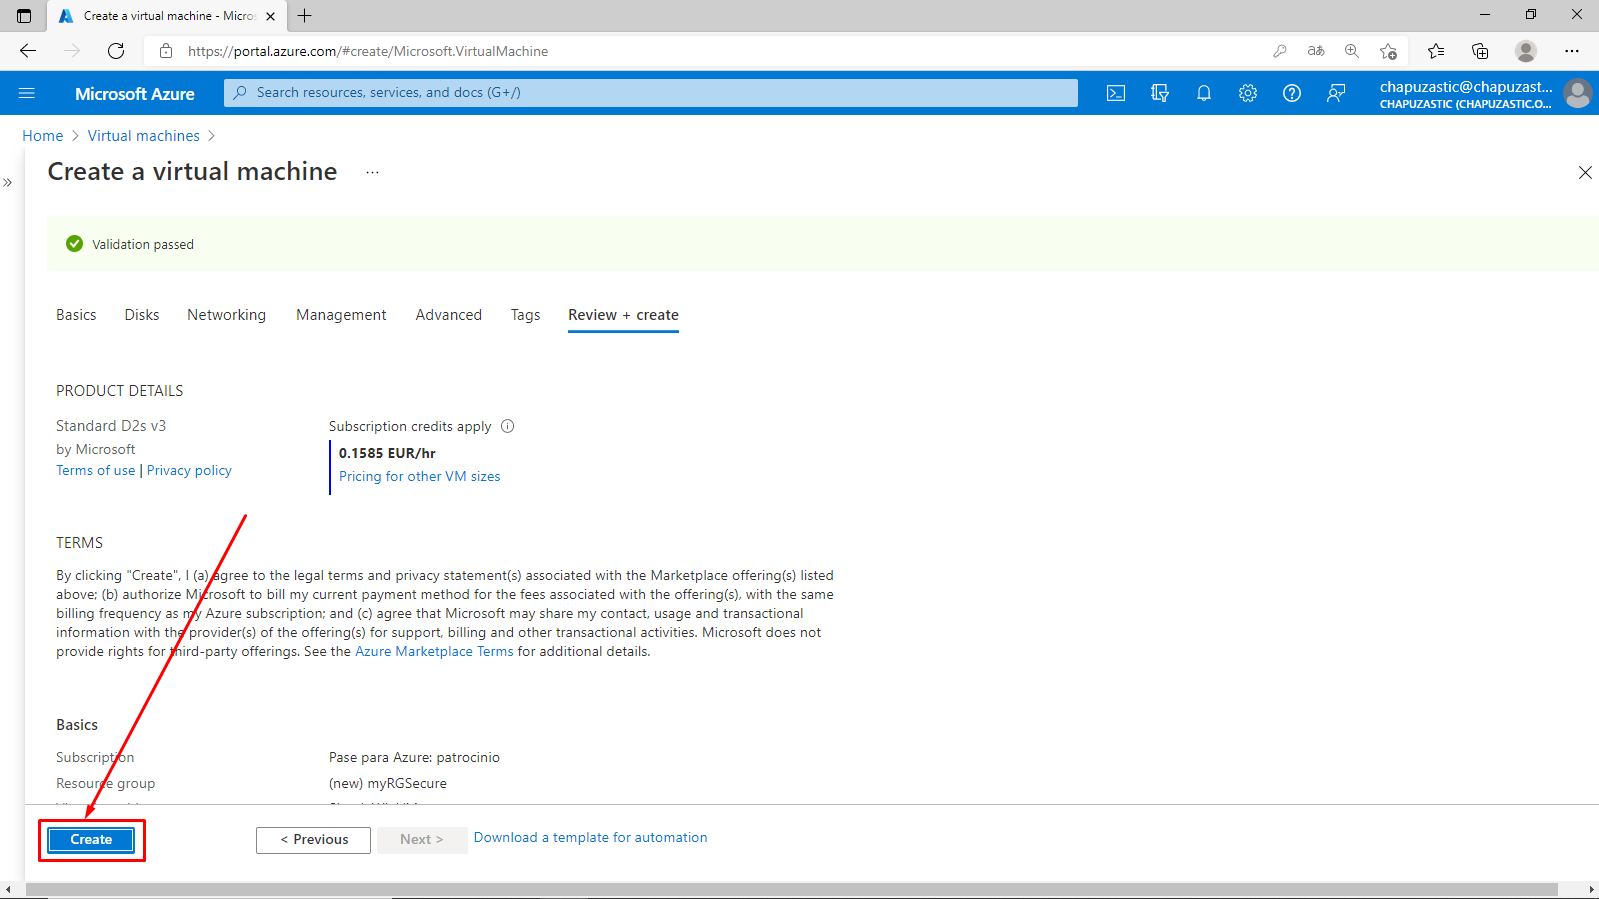 Create a virtual machine - Micros
https://portal.azure.com/#create/Microsoft.VirtualMachine
Microsoft Azure
Search resources, services, and docs (G+/)
chapuzastic@chapuzast...
CHAPUZASTIC (CHAPUZASTIC.O...
Home > Virtual machines >
Create a virtual machine ...
Validation passed
Basics Disks Networking Management Advanced Tags Review + create
PRODUCT DETAILS
Standard D2s v3
by Microsoft
Terms of use | Privacy policy
Subscription credits apply
0.1585 EUR/hr
Pricing for other VM sizes
TERMS
By clicking "Create", I (a) agree to the legal terms and privacy statement(s) associated with the Marketplace offering(s) listed
above; (b) authorize Microsoft to bill my current payment method for the fees associated with the offering(s), with the same
billing frequency as my Azure subscription; and (c) agree that Microsoft may share my contact, usage and transactional
information with the provider(s) of the offering(s) for support, billing and other transactional activities. Microsoft does not
provide rights for third-party offerings. See the Azure Marketplace Terms for additional details.
Basics
Subscription Pase para Azure: patrocinio
Resource group (new) myRGSecure
Create < Previous Next > Download a template for automation